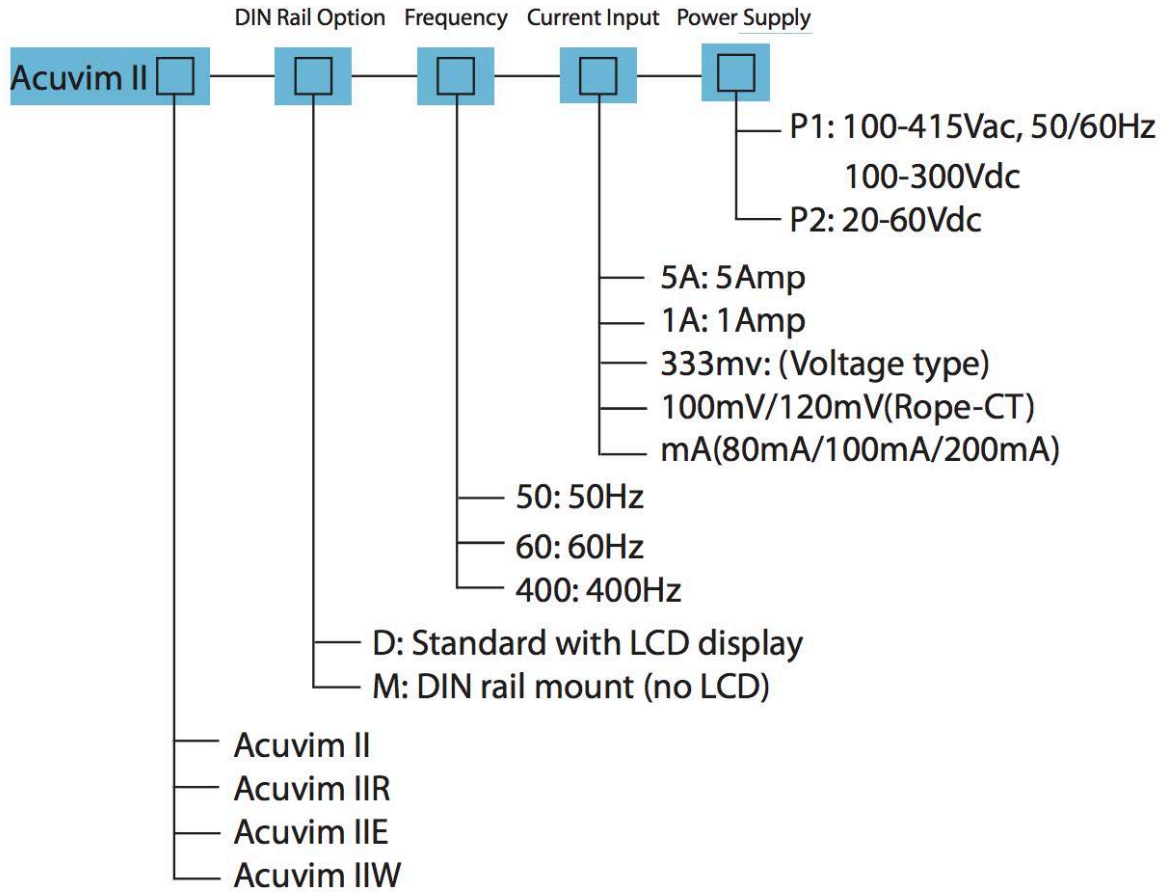 DIN Rail Option Frequency Current Input Power Supply
Acuvim II
P1: 100-415Vac, 50/60Hz
100-300Vdc
P2: 20-60Vdc
5A: 5Amp
1A: 1Amp
333mv: (Voltage type)
100mV/120mV(Rope-CT)
mA(80mA/100mA/200mA)
50: 50Hz
60: 60Hz
400: 400Hz
D: Standard with LCD display
M: DIN rail mount (no LCD)
Acuvim II
Acuvim IIR
Acuvim IIE
Acuvim IIW